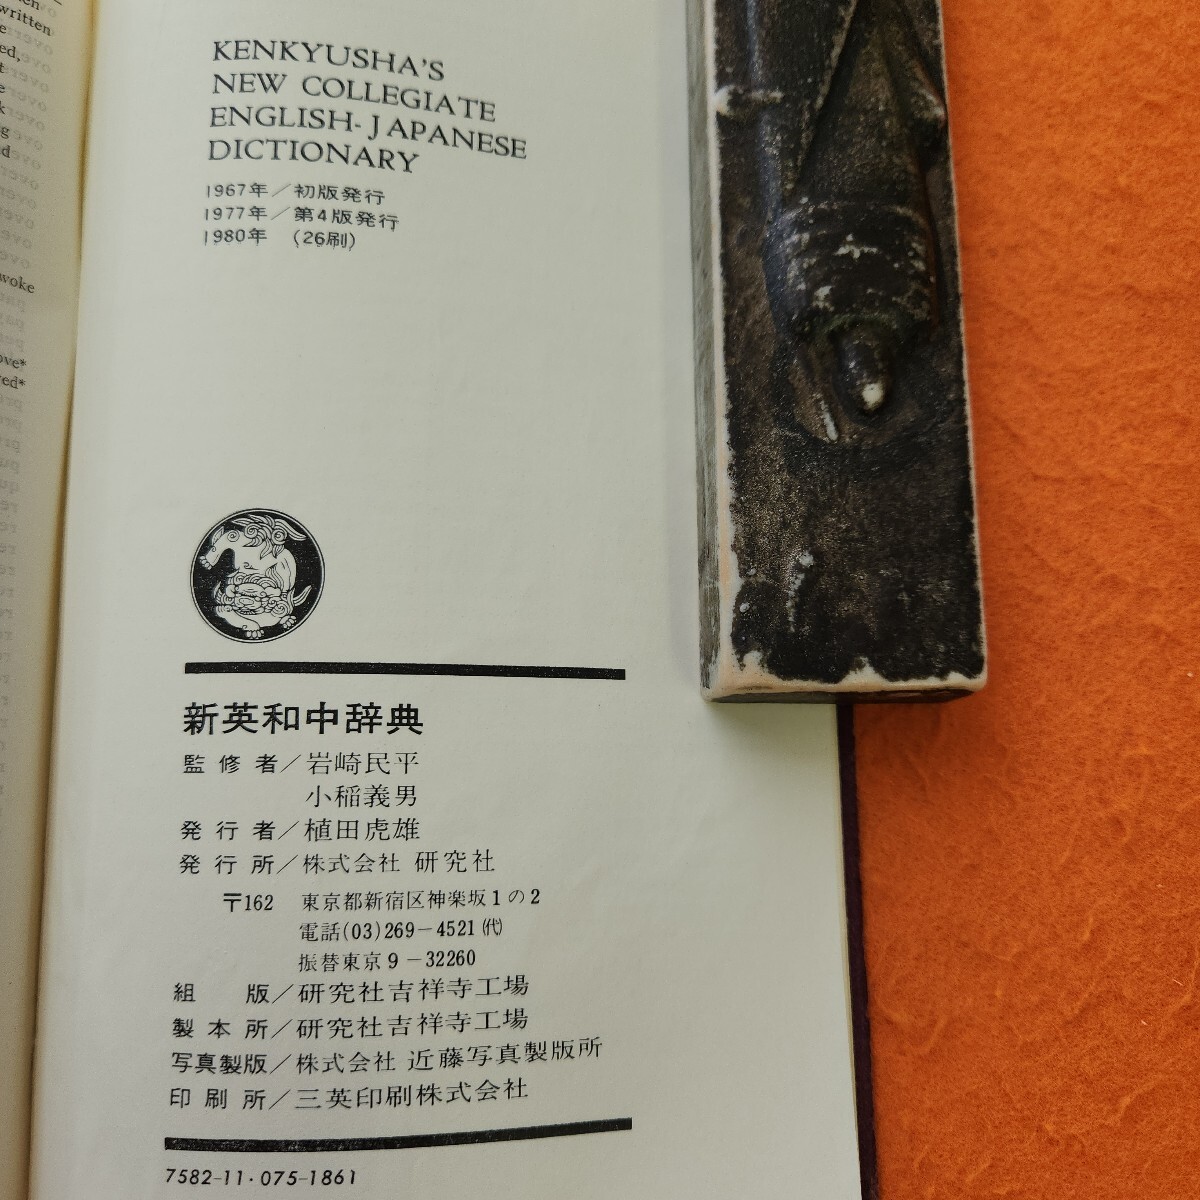 written
ed,
woke
ove*
ed*
KENKYUSHA'S
NEW COLLEGIATE
ENGLISH-JAPANESE
DICTIONARY
1967年／初版発行
1977年／第4版発行
1980年 (26刷)
新英和中辞典
監修者／岩崎民平
小稲義男
発行者／植田虎雄
発行所／株式会社 研究社
〒162 東京都新宿区神楽坂1の2
電話(03)269－4521㈹
振替東京9－32260
組版／研究社吉祥寺工場
製本所／研究社吉祥寺工場
写真製版／株式会社 近藤写真製版所
印刷所／三英印刷株式会社
7582-11・075-1861